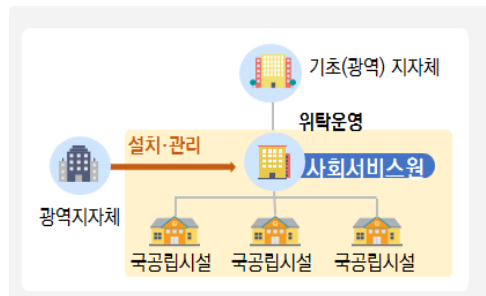 기초(광역) 지자체
위탁운영
설치·관리
사회서비스원
광역지자체
국공립시설 국공립시설 국공립시설